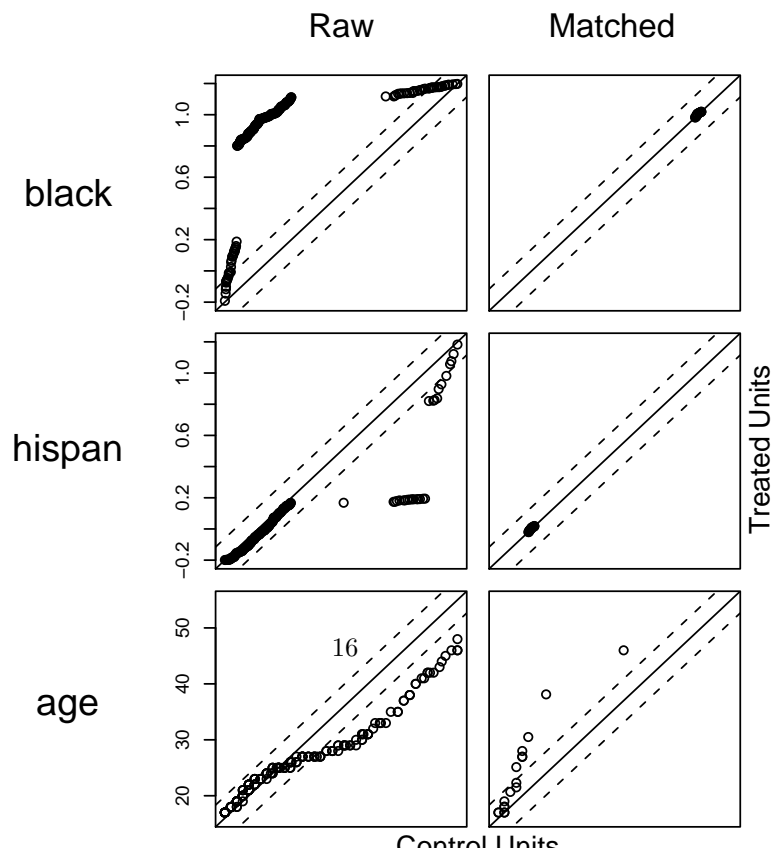 Raw Matched
black
1.0
0.6
0.2
−0.2
hispan
1.0
0.6
0.2
−0.2
Treated Units
age
50
40
30
20
16
Control Units